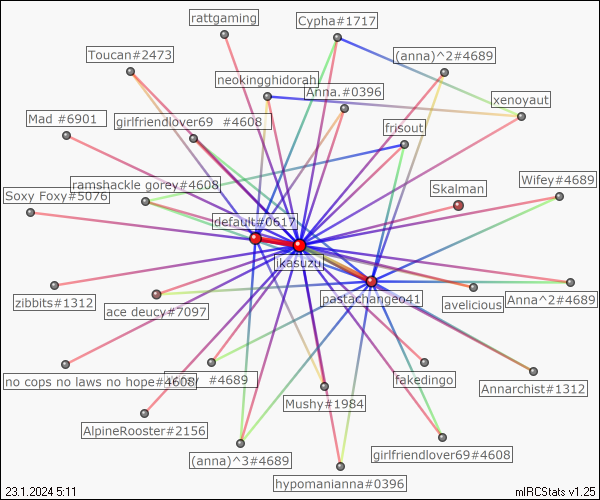 rattgaming
Cypha#1717
Toucan#2473
(anna)^2#4689
neokingghidorah
Anna.#0396
xenoyaut
Mad  #6901
girlfriendlover69  #4608
frisout
ramshackle gorey#4608
Skalman
Wifey#4689
Soxy Foxy#5076
default#0617
jkasuzu
zibbits#1312
ace deucy#7097
pastachangeo41
avelicious
Anna^2#4689
no cops no laws no hope#4608
#4689
fakedingo
Annarchist#1312
Mushy#1984
AlpineRooster#2156
(anna)^3#4689
girlfriendlover69#4608
hypomanianna#0396
23.1.2024 5:11
mIRCStats v1.25